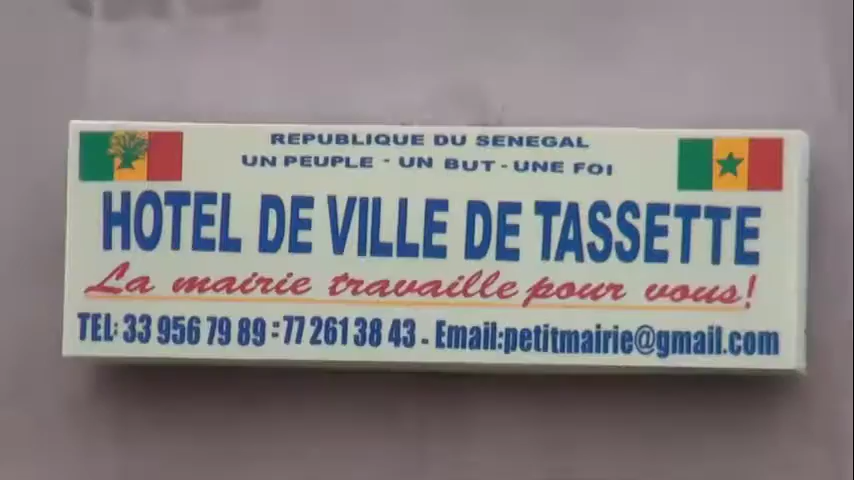 REPUBLIQUE DU SENEGAL
UN PEUPLE - UN BUT - UNE FOI
HOTEL DE VILLE DE TASSETTE
La mairie travaille pour vous!
TEL: 33 956 79 89 : 77 261 38 43 - Email:petitmairie@gmail.com